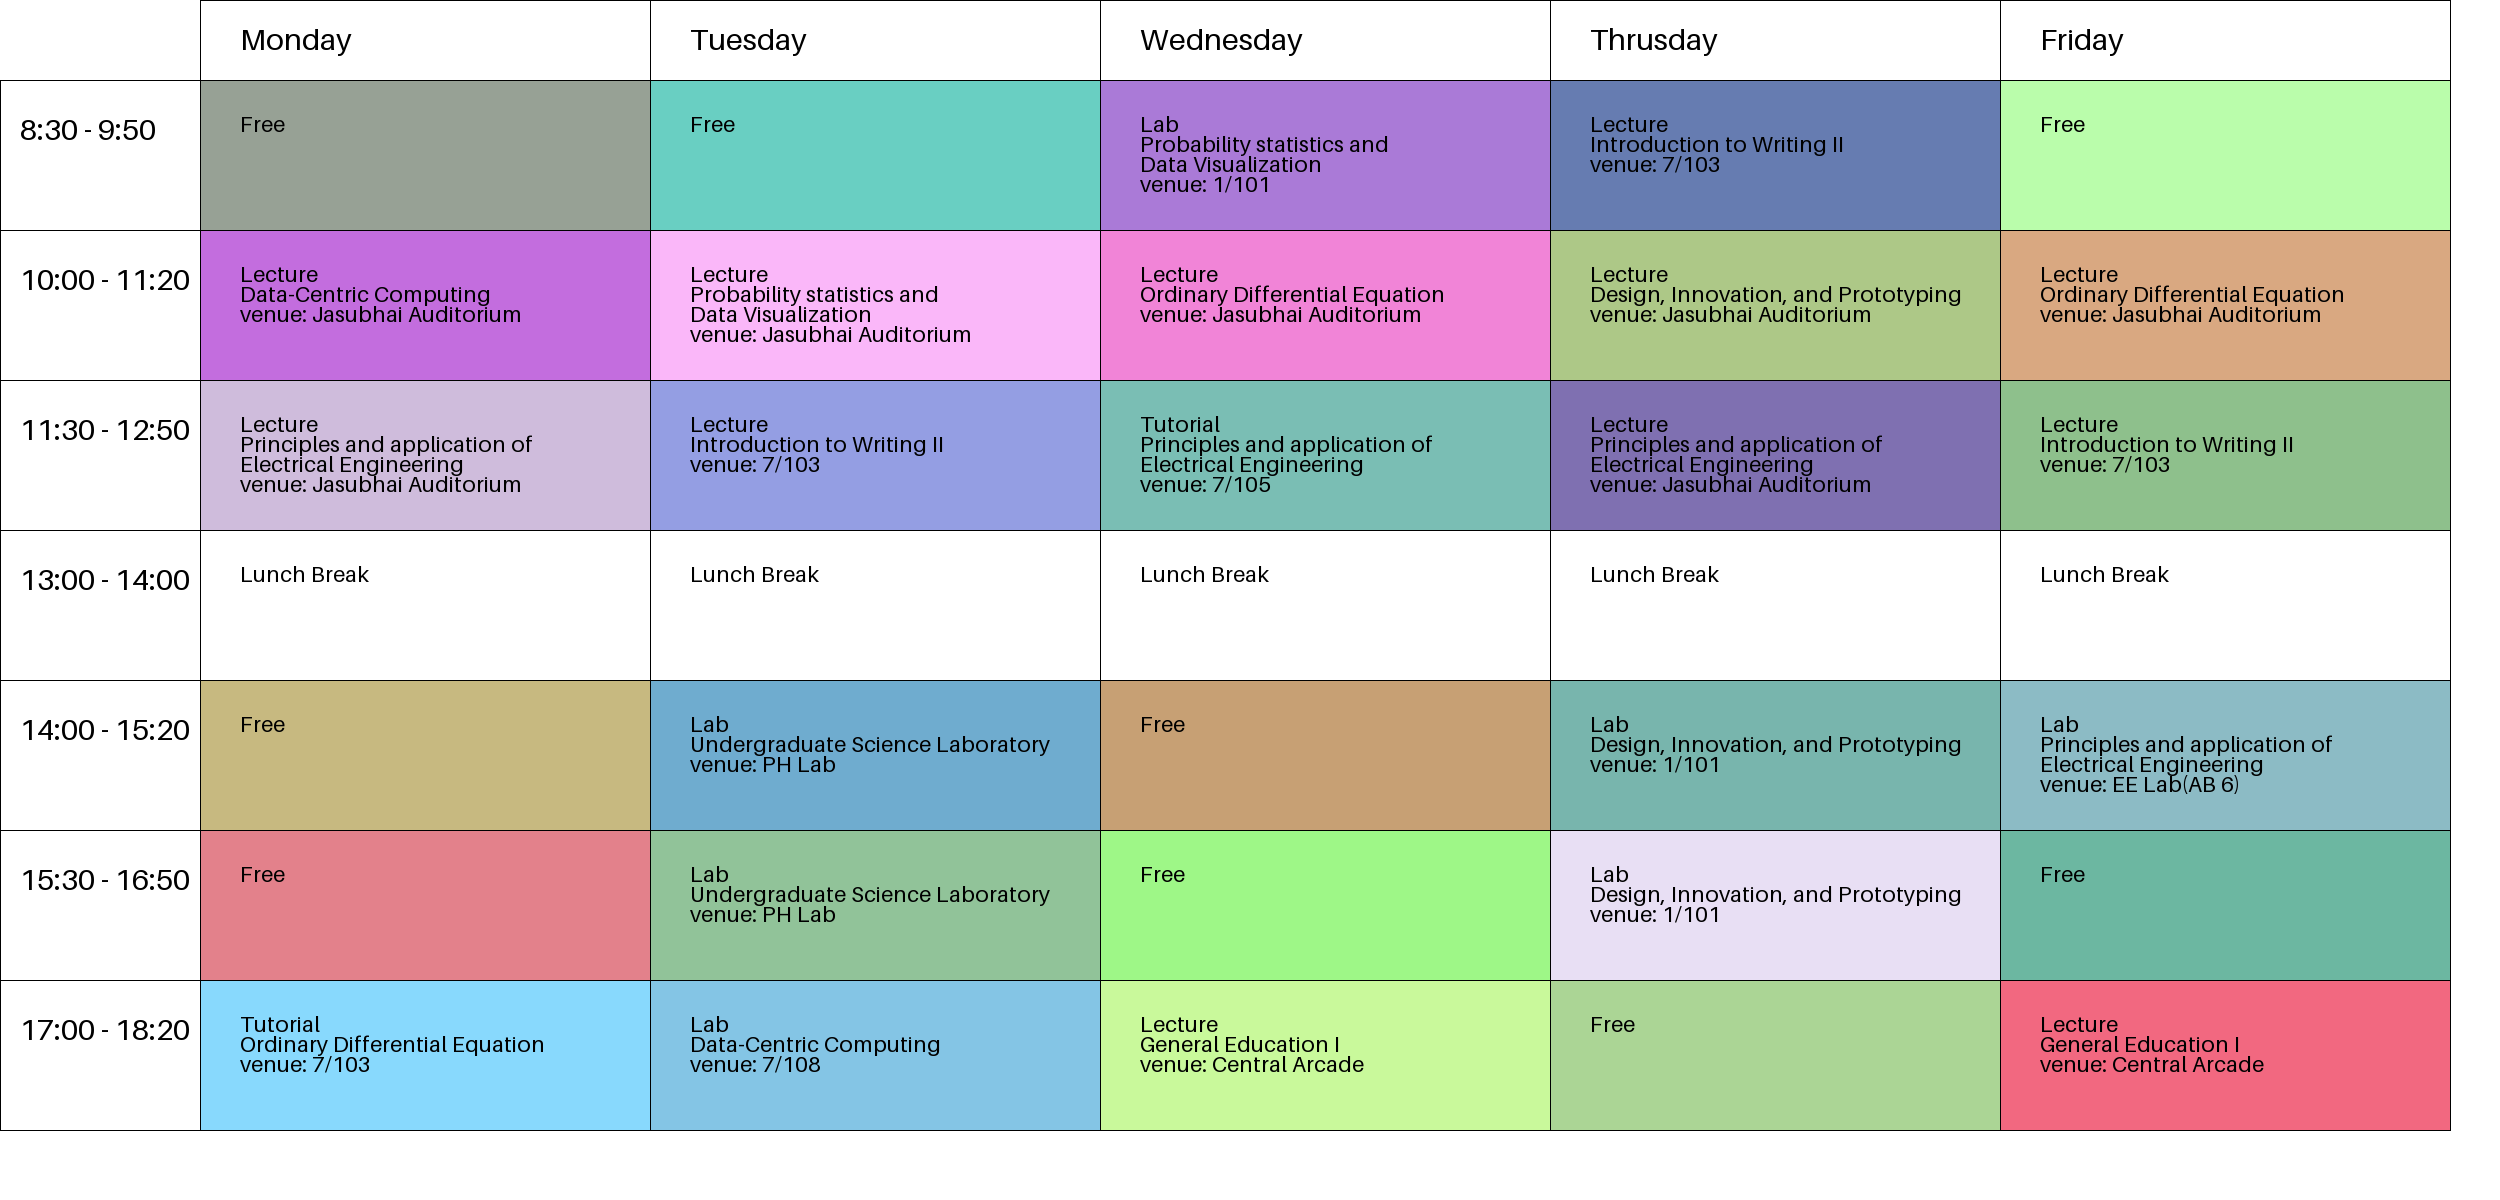 Monday
Tuesday
Wednesday
Thrusday
Friday
8:30 - 9:50
Free
Free
Lab
Probability statistics and
Data Visualization
venue: 1/101
Lecture
Introduction to Writing II
venue: 7/103
Free
10:00 - 11:20
Lecture
Data-Centric Computing
venue: Jasubhai Auditorium
Lecture
Probability statistics and
Data Visualization
venue: Jasubhai Auditorium
Lecture
Ordinary Differential Equation
venue: Jasubhai Auditorium
Lecture
Design, Innovation, and Prototyping
venue: Jasubhai Auditorium
Lecture
Ordinary Differential Equation
venue: Jasubhai Auditorium
11:30 - 12:50
Lecture
Principles and application of
Electrical Engineering
venue: Jasubhai Auditorium
Lecture
Introduction to Writing II
venue: 7/103
Tutorial
Principles and application of
Electrical Engineering
venue: 7/105
Lecture
Principles and application of
Electrical Engineering
venue: Jasubhai Auditorium
Lecture
Introduction to Writing II
venue: 7/103
13:00 - 14:00
Lunch Break
Lunch Break
Lunch Break
Lunch Break
Lunch Break
14:00 - 15:20
Free
Lab
Undergraduate Science Laboratory
venue: PH Lab
Free
Lab
Design, Innovation, and Prototyping
venue: 1/101
Lab
Principles and application of
Electrical Engineering
venue: EE Lab(AB 6)
15:30 - 16:50
Free
Lab
Undergraduate Science Laboratory
venue: PH Lab
Free
Lab
Design, Innovation, and Prototyping
venue: 1/101
Free
17:00 - 18:20
Tutorial
Ordinary Differential Equation
venue: 7/103
Lab
Data-Centric Computing
venue: 7/108
Lecture
General Education I
venue: Central Arcade
Free
Lecture
General Education I
venue: Central Arcade